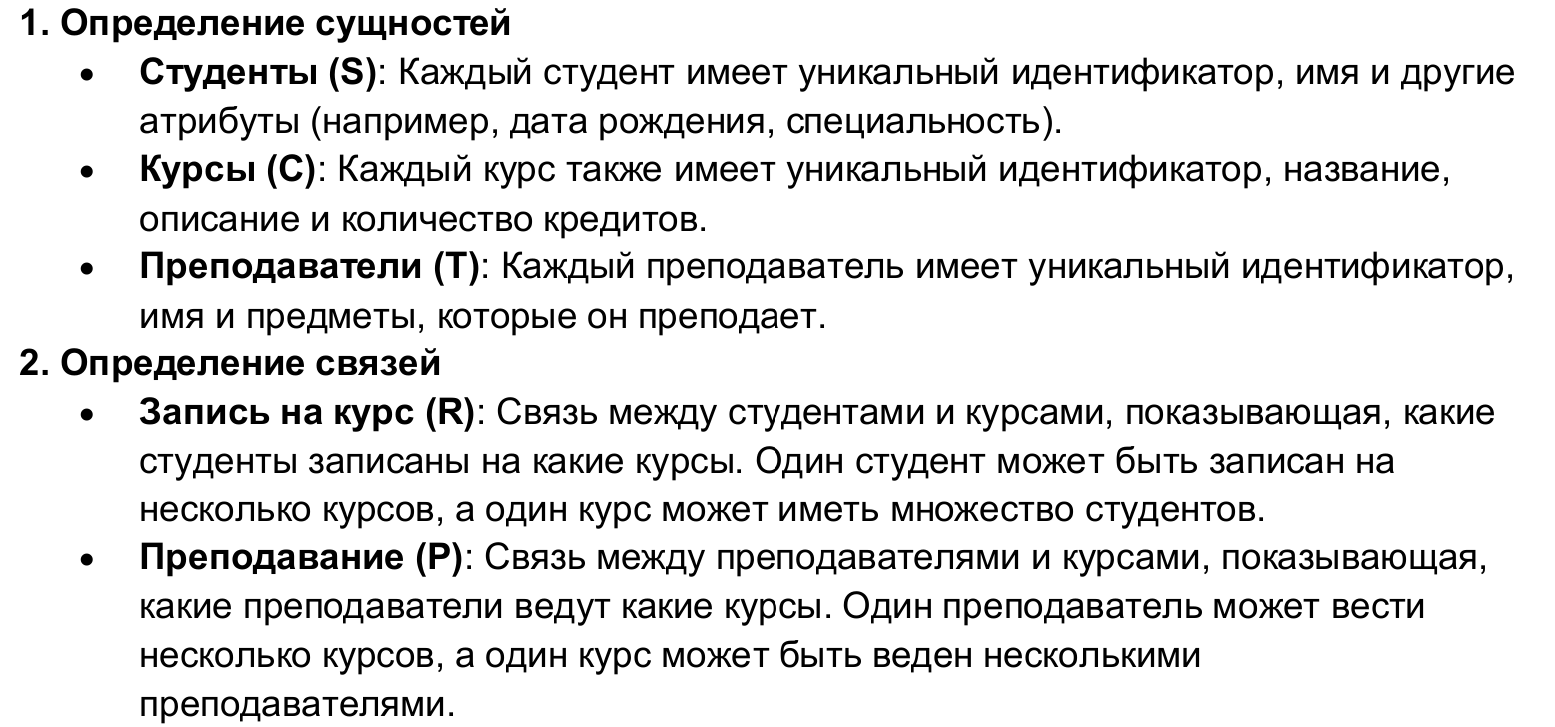 1. Определение сущностей
• Студенты (S): Каждый студент имеет уникальный идентификатор, имя и другие
атрибуты (например, дата рождения, специальность).
• Курсы (C): Каждый курс также имеет уникальный идентификатор, название,
описание и количество кредитов.
• Преподаватели (T): Каждый преподаватель имеет уникальный идентификатор,
имя и предметы, которые он преподает.
2. Определение связей
• Запись на курс (R): Связь между студентами и курсами, показывающая, какие
студенты записаны на какие курсы. Один студент может быть записан на
несколько курсов, а один курс может иметь множество студентов.
• Преподавание (P): Связь между преподавателями и курсами, показывающая,
какие преподаватели ведут какие курсы. Один преподаватель может вести
несколько курсов, а один курс может быть веден несколькими
преподавателями.